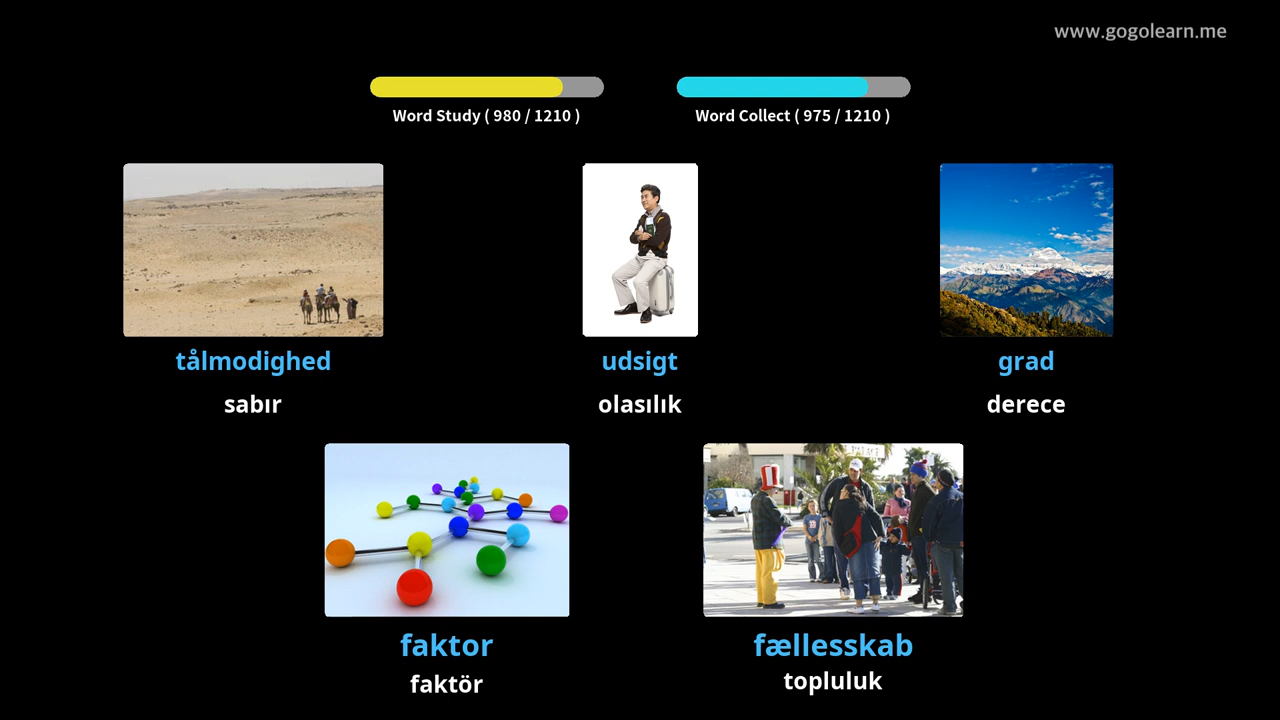 www.gogolearn.me
Word Study ( 980 / 1210 )
Word Collect ( 975 / 1210 )
tålmodighed
sabır
udsigt
olasılık
grad
derece
faktor
faktör
fællesskab
topluluk